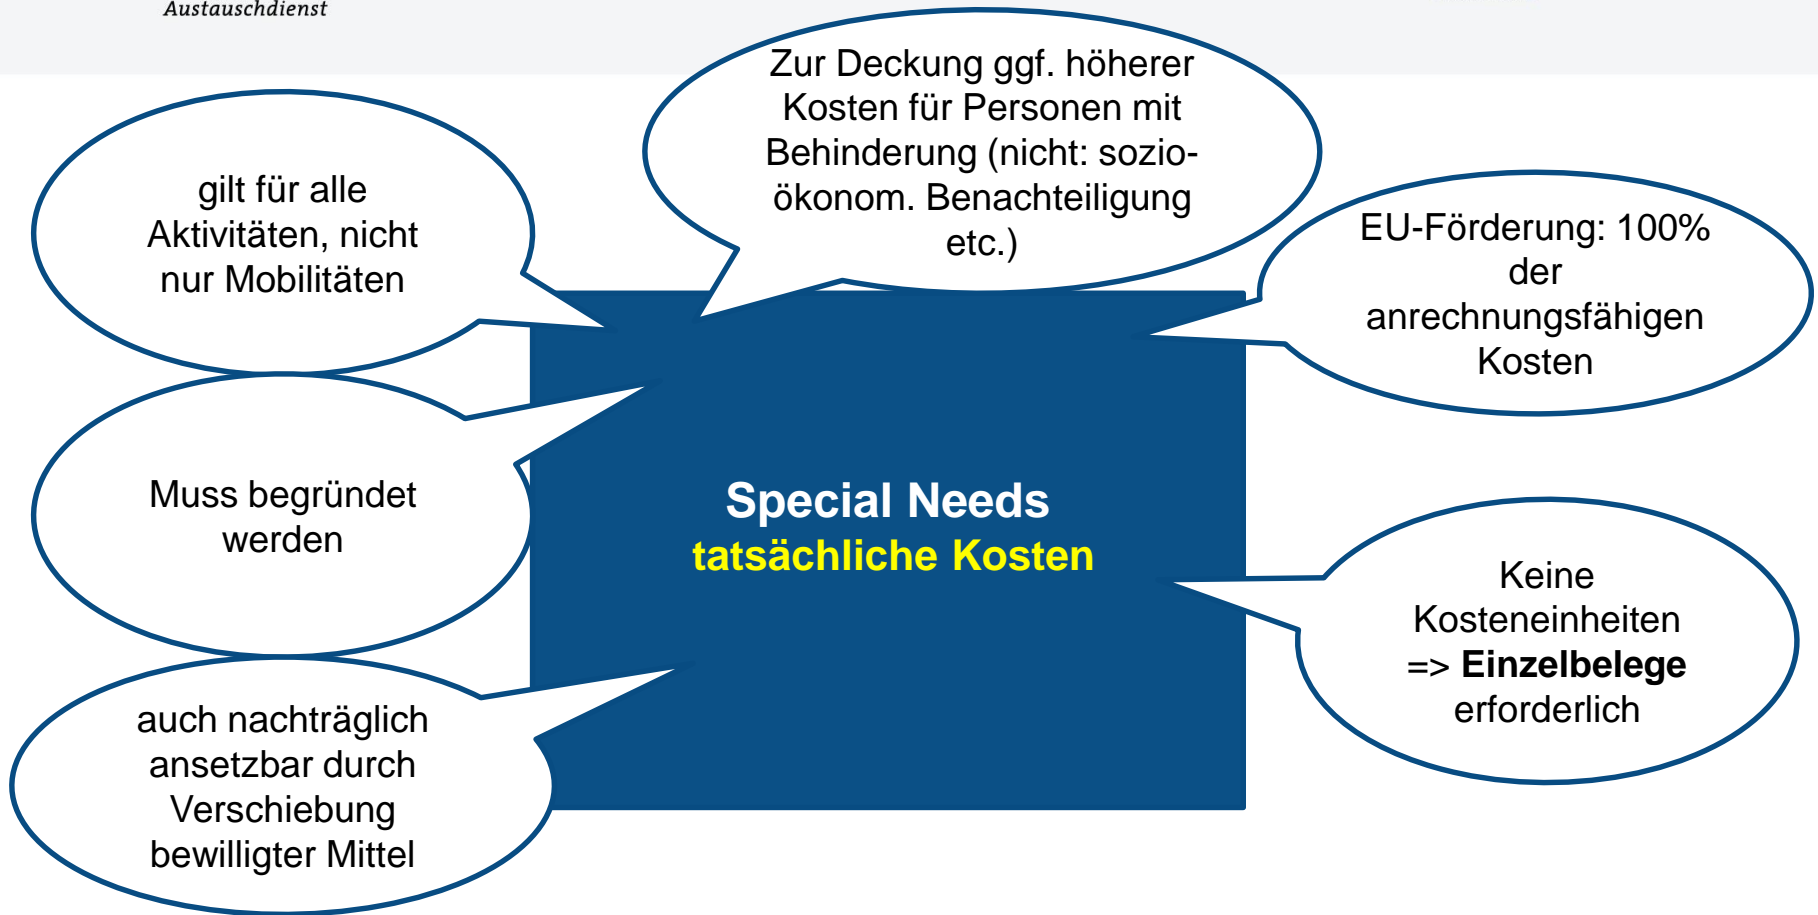 Austauschdienst
Zur Deckung ggf. höherer
Kosten für Personen mit
Behinderung (nicht: sozio-
ökonom. Benachteiligung
etc.)
gilt für alle
Aktivitäten, nicht
nur Mobilitäten
EU-Förderung: 100%
der
anrechnungsfähigen
Kosten
Muss begründet
werden
Special Needs
tatsächliche Kosten
Keine
Kosteneinheiten
=> Einzelbelege
erforderlich
auch nachträglich
ansetzbar durch
Verschiebung
bewilligter Mittel